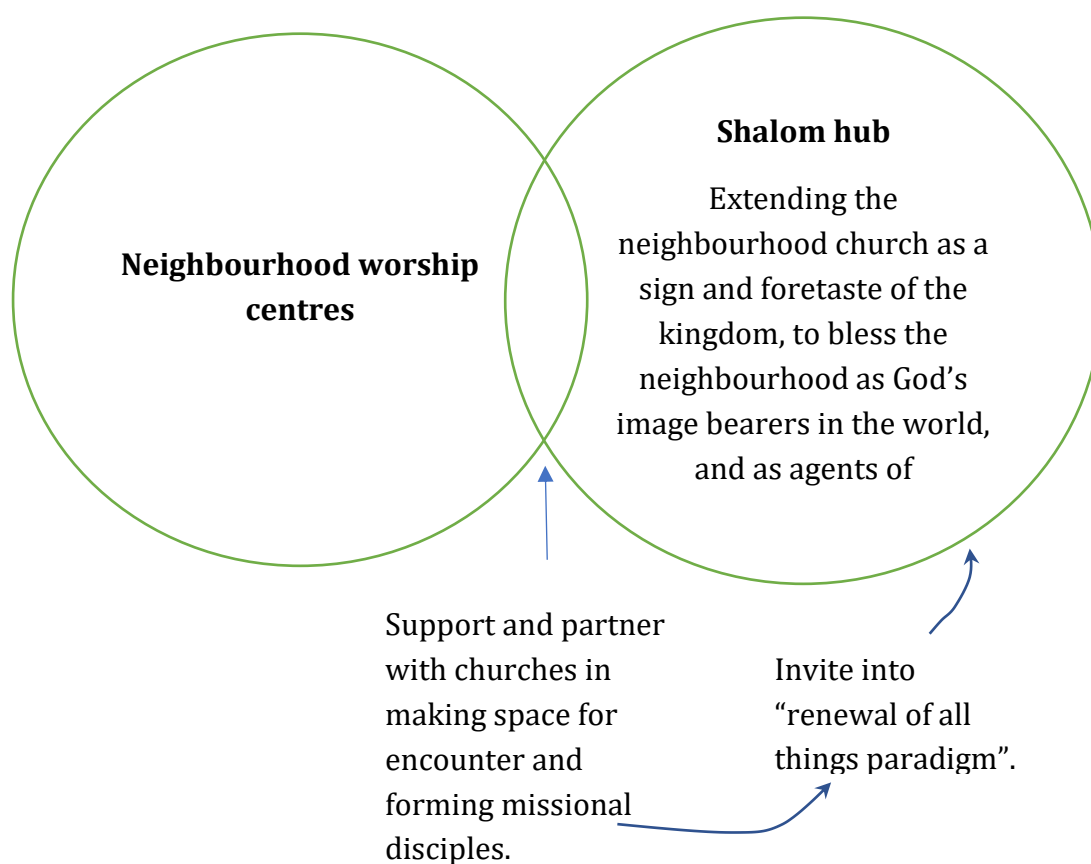 Neighbourhood worship
centres
Shalom hub
Extending the
neighbourhood church as a
sign and foretaste of the
kingdom, to bless the
neighbourhood as God’s
image bearers in the world,
and as agents of
Support and partner
with churches in
making space for
encounter and
forming missional
disciples.
Invite into
“renewal of all
things paradigm”.